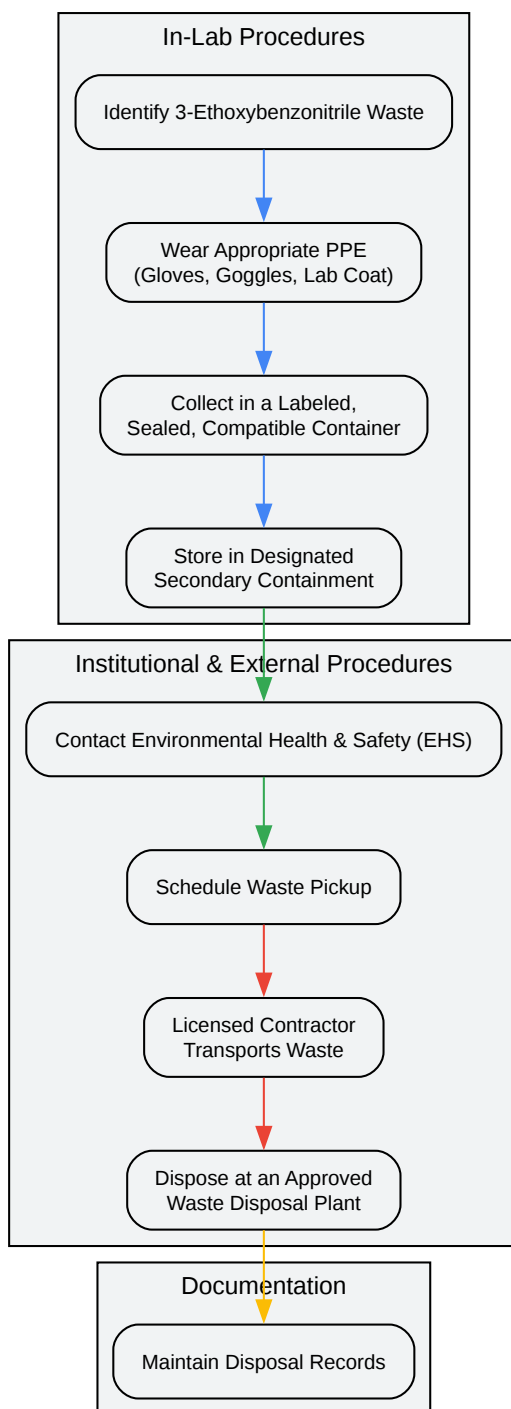 In-Lab Procedures
Identify 3-Ethoxybenzonitrile Waste
Wear Appropriate PPE
(Gloves, Goggles, Lab Coat)
Collect in a Labeled,
Sealed, Compatible Container
Store in Designated
Secondary Containment
Institutional & External Procedures
Contact Environmental Health & Safety (EHS)
Schedule Waste Pickup
Licensed Contractor
Transports Waste
Dispose at an Approved
Waste Disposal Plant
Documentation
Maintain Disposal Records